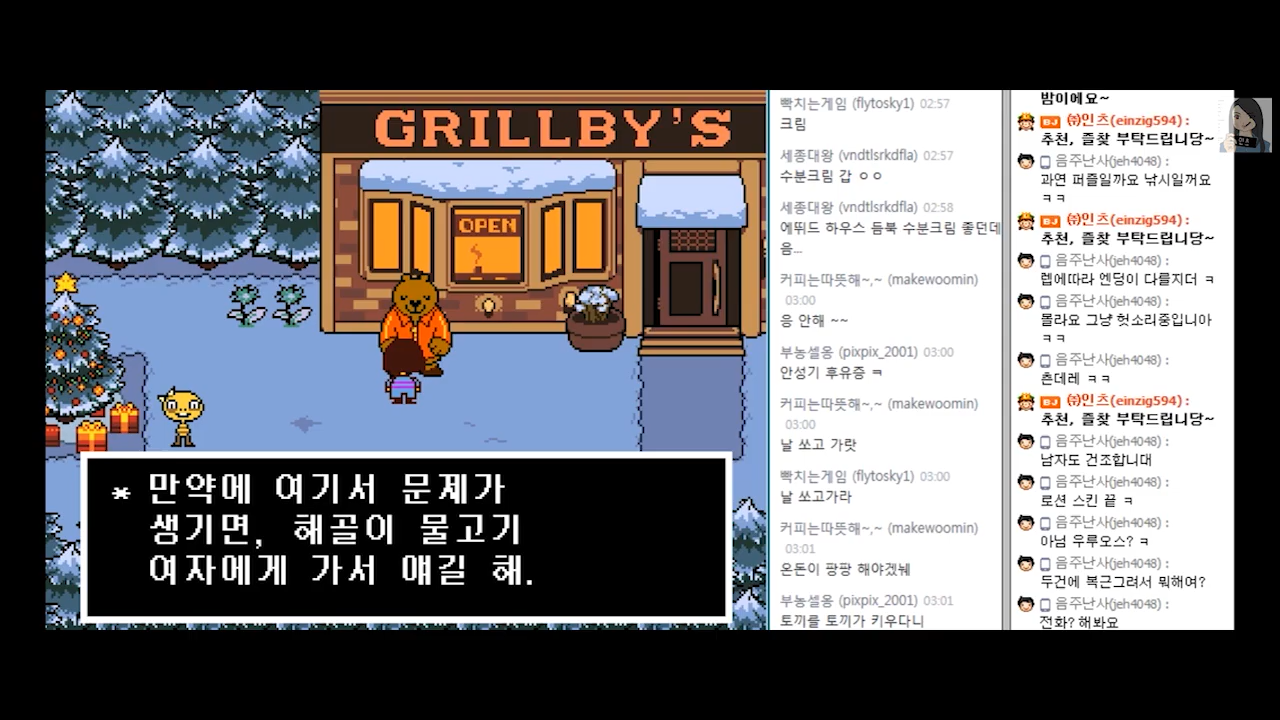 GRILLBY'S
OPEN
* 만약에 여기서 문제가
생기면, 해골이 물고기
여자에게 가서 얘길 해.
빡치는게임 (flytosky1) 02:57
크림
세종대왕 (vndtlsrkdfla) 02:57
수분크림 갑 ㅇㅇ
세종대왕 (vndtlsrkdfla) 02:58
에뛰드 하우스 듬북 수분크림 좋던데
음...
커피는따뜻해~,~ (makewoomin)
03:00
응 안해 ~~
부농셀옹 (pixpix_2001) 03:00
안성기 후유증 ㅋ
커피는따뜻해~,~ (makewoomin)
03:00
날 쏘고 가랏
빡치는게임 (flytosky1) 03:00
날 쏘고가라
커피는따뜻해~,~ (makewoomin)
03:01
온돈이 팡팡 해야겠눼
부농셀옹 (pixpix_2001) 03:01
토끼를 토끼가 키우다니
밤이에요~
BJ ㈜민츠(einzig594) :
추천, 즐찾 부탁드립니당~
음주난사(jeh4048) :
과연 퍼즐일까요 낚시일꺼요
ㅋㅋ
BJ ㈜민츠(einzig594) :
추천, 즐찾 부탁드립니당~
음주난사(jeh4048) :
렙에따라 엔덩이 다를지더 ㅋ
음주난사(jeh4048) :
몰라요 그냥 헛소리중입니아
ㅋㅋ
음주난사(jeh4048) :
츤데레 ㅋㅋ
BJ ㈜민츠(einzig594) :
추천, 즐찾 부탁드립니당~
음주난사(jeh4048) :
남자도 건조합니대
음주난사(jeh4048) :
로션 스킨 끝 ㅋ
음주난사(jeh4048) :
아넘 우루오스? ㅋ
음주난사(jeh4048) :
두건에 복근그려서 뭐해여?
음주난사(jeh4048) :
전화? 해봐요